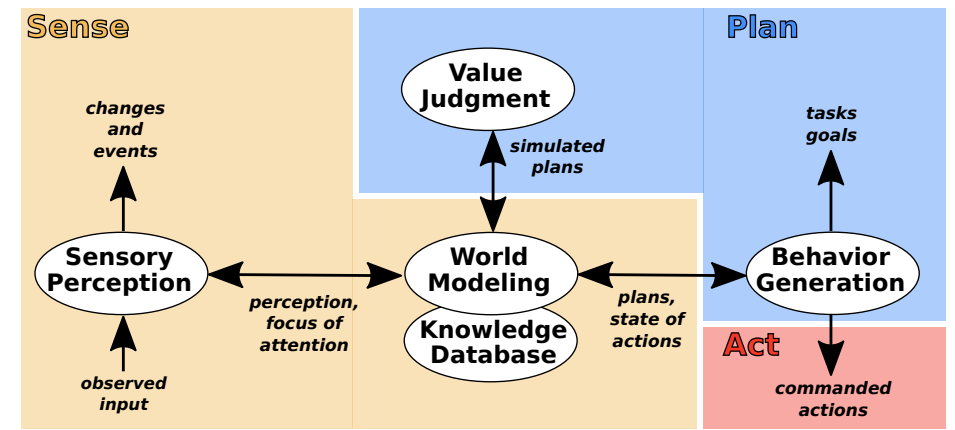 Sense
Plan
Value
Judgment
changes
and
events
tasks
goals
simulated
plans
Sensory
Perception
World
Modeling
Behavior
Generation
perception,
focus of
attention
plans,
state of
actions
Knowledge
Database
Act
observed
input
commanded
actions